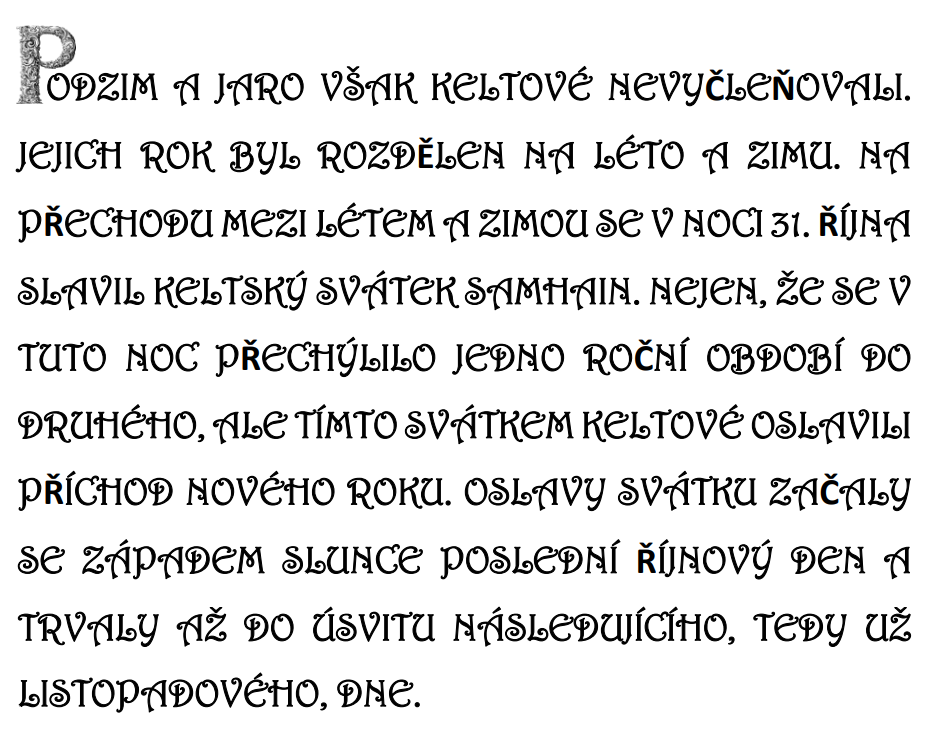 PODZIM A JARO VŠAK KELTOVÉ NEVYČLEŇOVALI.
JEJICH ROK BYL ROZDĚLEN NA LÉTO A ZIMU. NA
PŘECHODU MEZI LÉTEM A ZIMOU SE V NOCI 31. ŘÍJNA
SLAVIL KELTSKÝ SVÁTEK SAMHAIN. NEJEN, ŽE SE V
TUTO NOC PŘECHÝLILO JEDNO ROČNÍ OBDOBÍ DO
DRUHÉHO, ALE TÍMTO SVÁTKEM KELTOVÉ OSLAVILI
PŘÍCHOD NOVÉHO ROKU. OSLAVY SVÁTKU ZAČALY
SE ZÁPADEM SLUNCE POSLEDNÍ ŘÍJNOVÝ DEN A
TRVALY AŽ DO ÚSVITU NÁSLEDUJÍCÍHO, TEDY UŽ
LISTOPADOVÉHO, DNE.